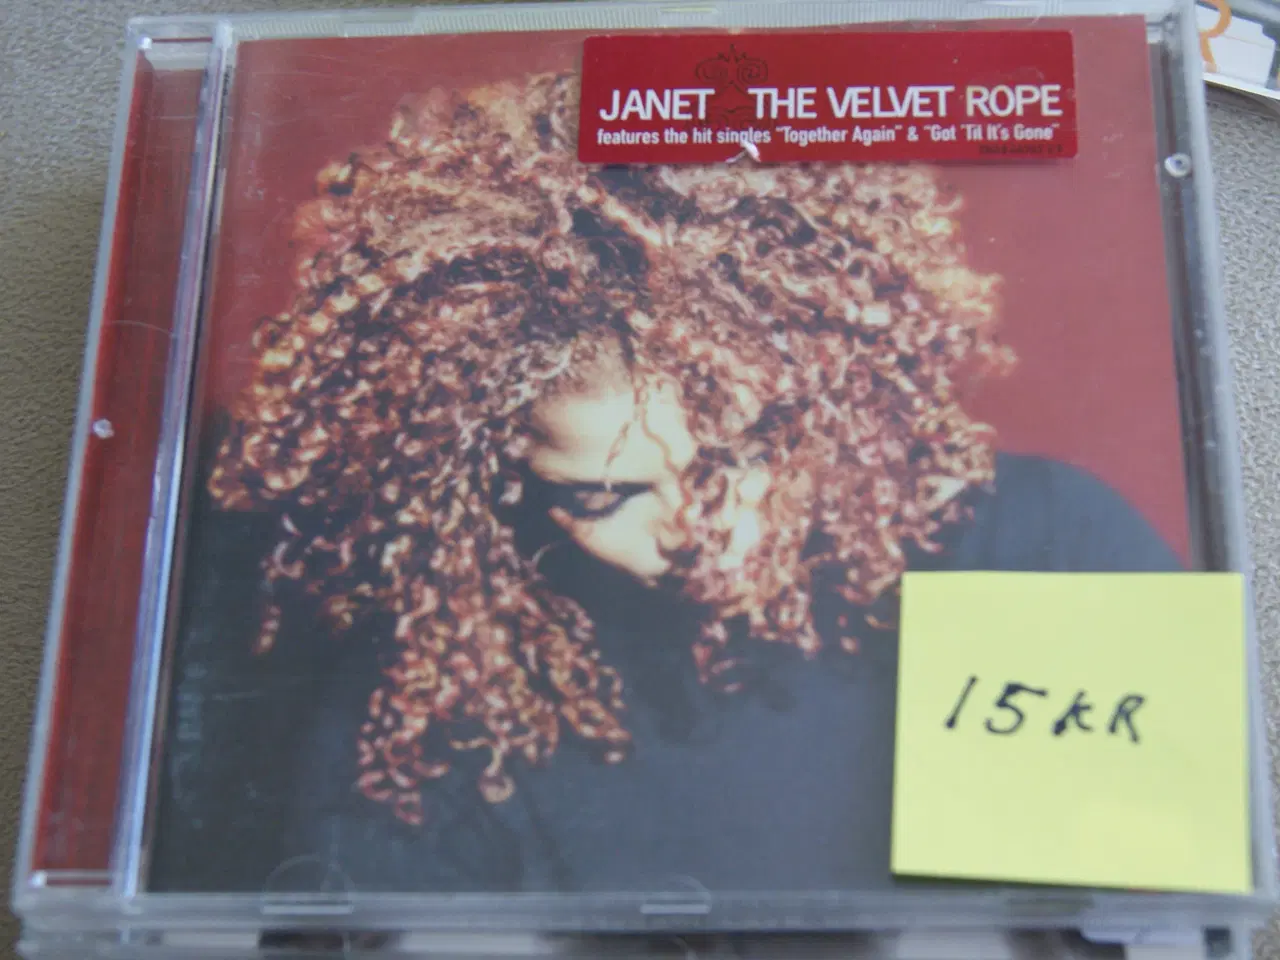 JANET THE VELVET ROPE
features the hit singles "Together Again" & "Got 'Til It's Gone"
15 KR